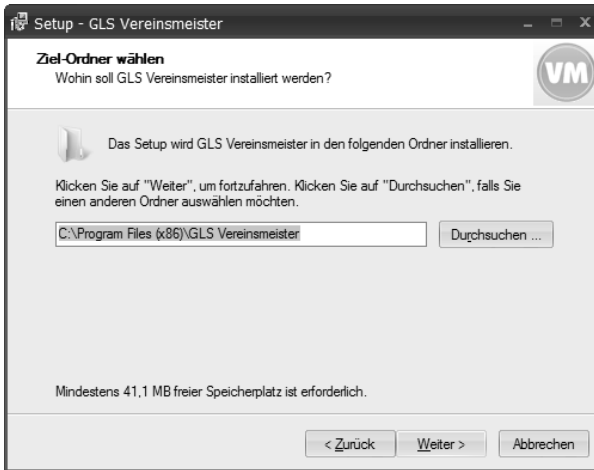 Setup - GLS Vereinsmeister
Ziel-Ordner wählen
Wohin soll GLS Vereinsmeister installiert werden?
VM
Das Setup wird GLS Vereinsmeister in den folgenden Ordner installieren.
Klicken Sie auf "Weiter", um fortzufahren. Klicken Sie auf "Durchsuchen", falls Sie
einen anderen Ordner auswählen möchten.
C:\Program Files (x86)\GLS Vereinsmeister
Durchsuchen ...
Mindestens 41,1 MB freier Speicherplatz ist erforderlich.
< Zurück
Weiter >
Abbrechen